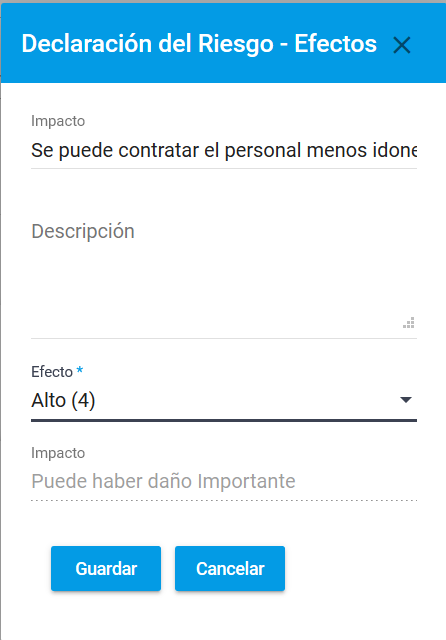 Declaración del Riesgo - Efectos
Impacto
Se puede contratar el personal menos idone
Descripción
Efecto *
Alto (4)
Impacto
Puede haber daño Importante
Guardar Cancelar